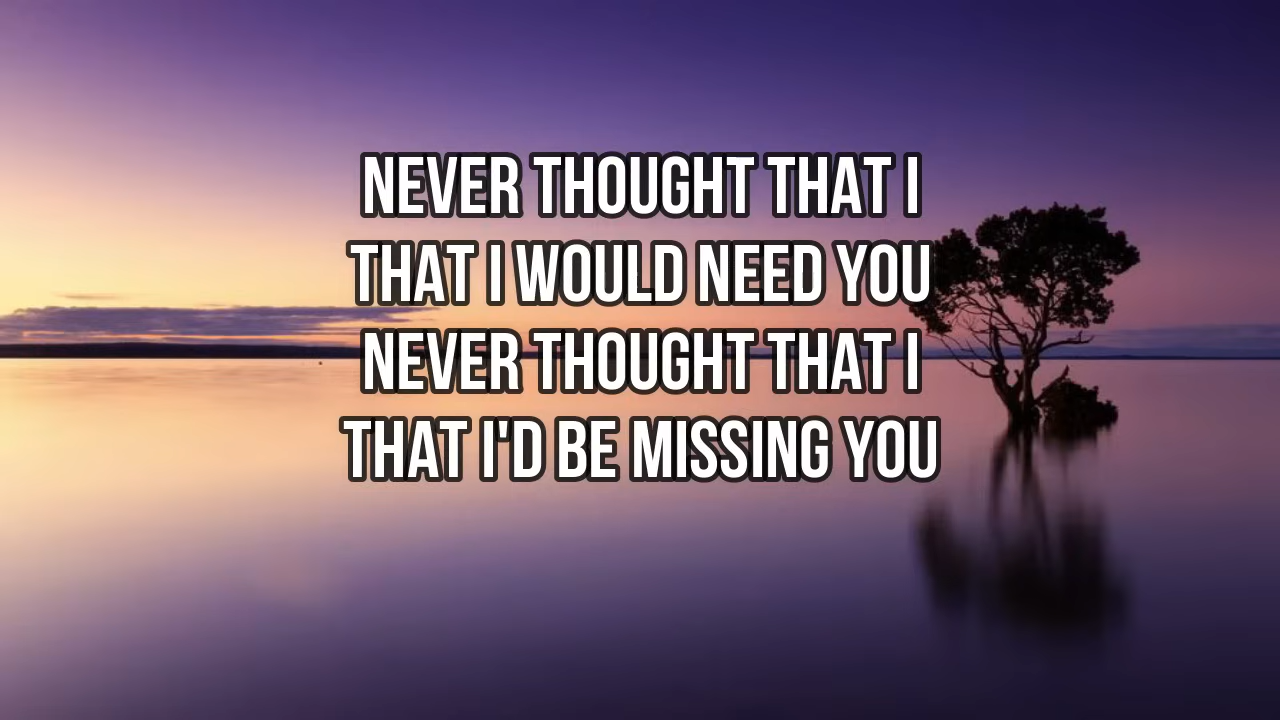 NEVER THOUGHT THAT I
THAT I WOULD NEED YOU
NEVER THOUGHT THAT I
THAT I'D BE MISSING YOU